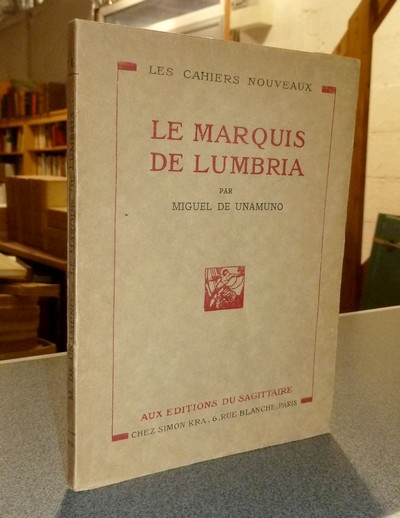 LES CAHIERS NOUVEAUX
LE MARQUIS
DE LUMBRIA
PAR
MIGUEL DE UNAMUNO
AUX EDITIONS DU SAGITTAIRE
CHEZ SIMON KRA, 6, RUE BLANCHE, PARIS